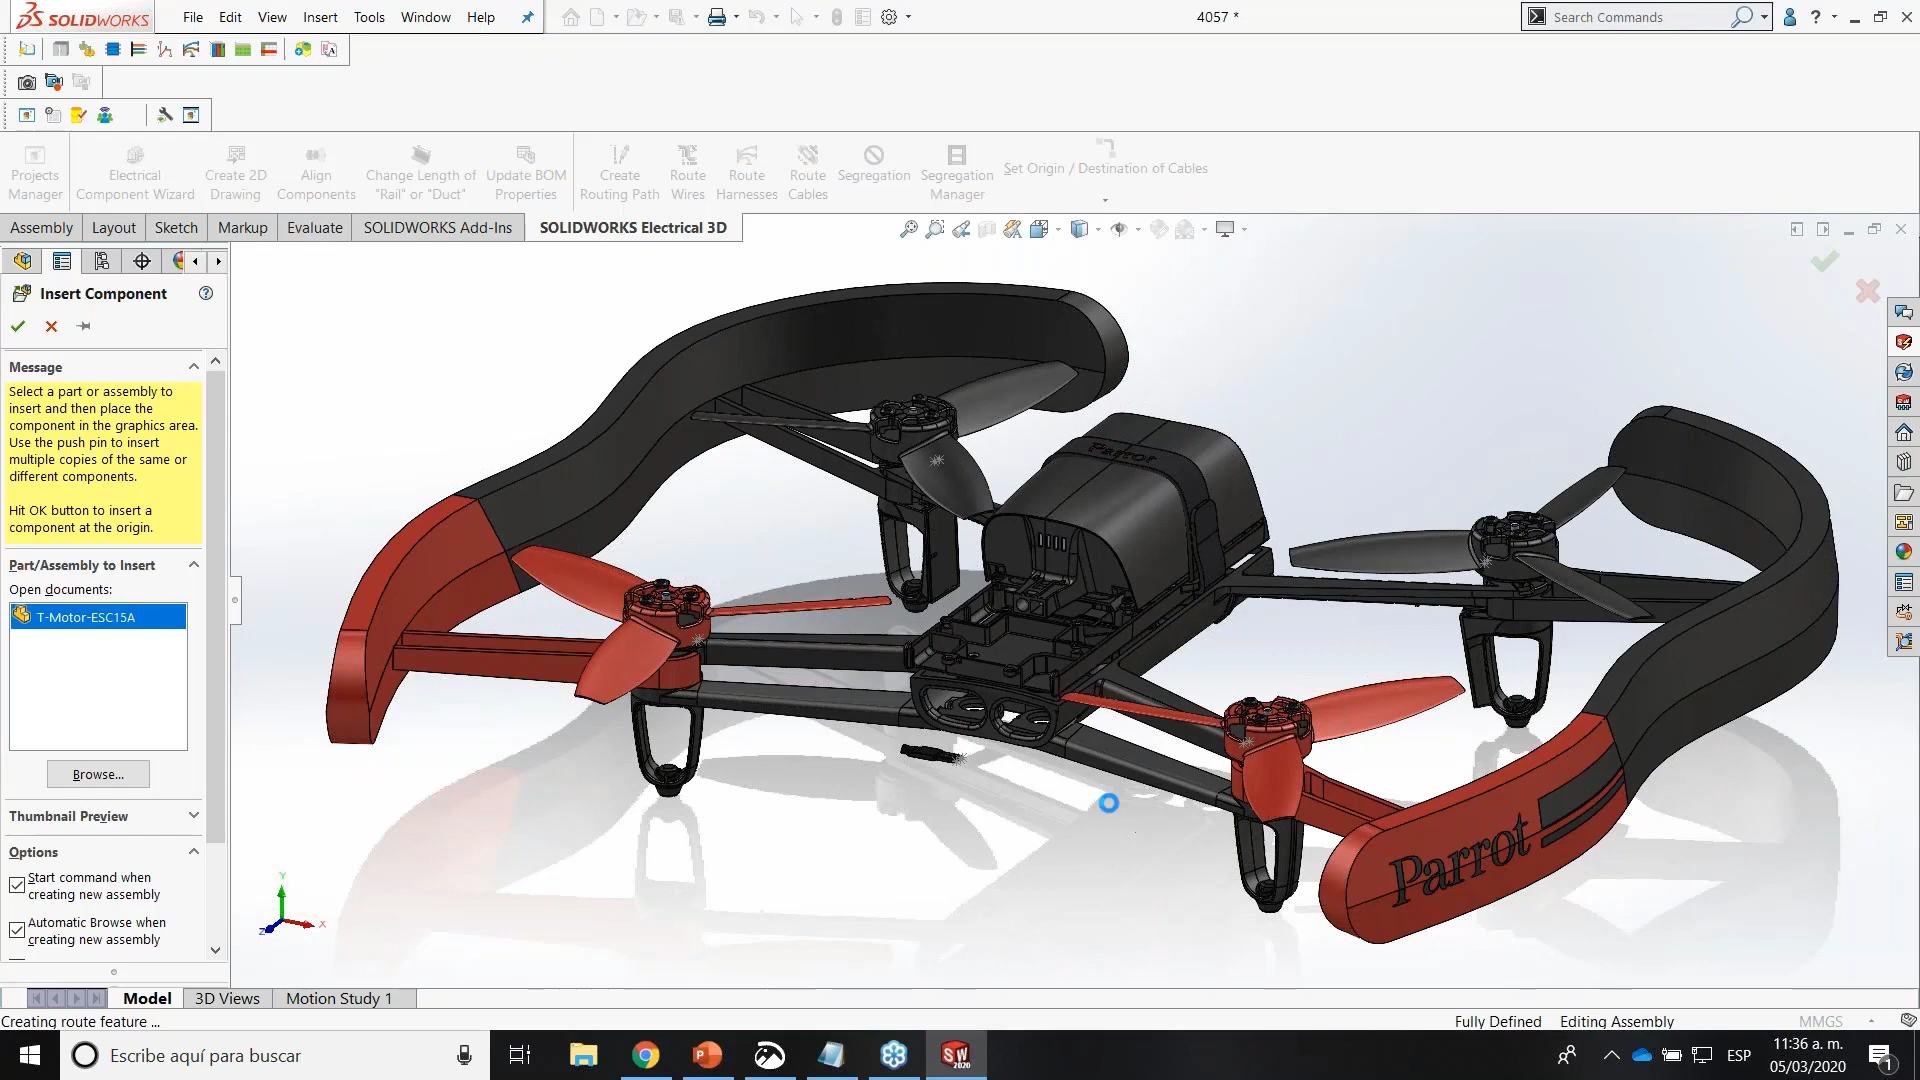 SOLIDWORKS
File Edit View Insert Tools Window Help
4057 *
Search Commands
Projects Manager
Electrical Component Wizard
Create 2D Drawing
Align Components
Change Length of "Rail" or "Duct"
Update BOM Properties
Create Routing Path
Route Wires
Route Harnesses
Route Cables
Segregation
Segregation Manager
Set Origin / Destination of Cables
Assembly Layout Sketch Markup Evaluate SOLIDWORKS Add-Ins SOLIDWORKS Electrical 3D
Insert Component
Message
Select a part or assembly to
insert and then place the
component in the graphics area.
Use the push pin to insert
multiple copies of the same or
different components.
Hit OK button to insert a
component at the origin.
Part/Assembly to Insert
Open documents:
T-Motor-ESC15A
Browse...
Thumbnail Preview
Options
Start command when
creating new assembly
Automatic Browse when
creating new assembly
Parrot
Parrot
Y
X
Z
Model 3D Views Motion Study 1
Creating route feature ...
Fully Defined Editing Assembly MMGS
Escribe aquí para buscar
SW
2020
ESP
11:36 a. m.
05/03/2020
1